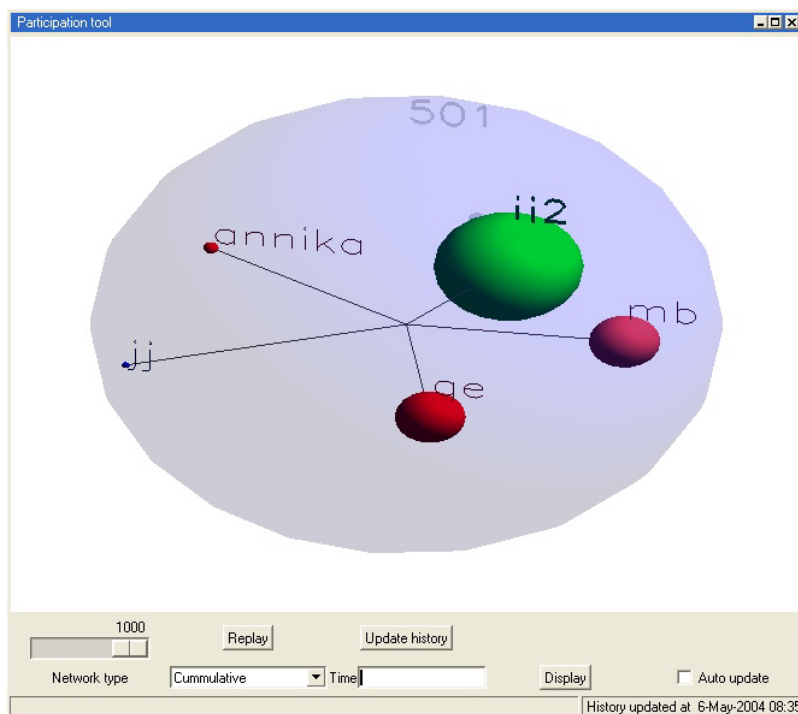 Participation tool
501
ji2
annika
mb
jj
ge
1000
Replay
Update history
Network type
Cummulative
Time
Display
Auto update
History updated at 6-May-2004 08:35